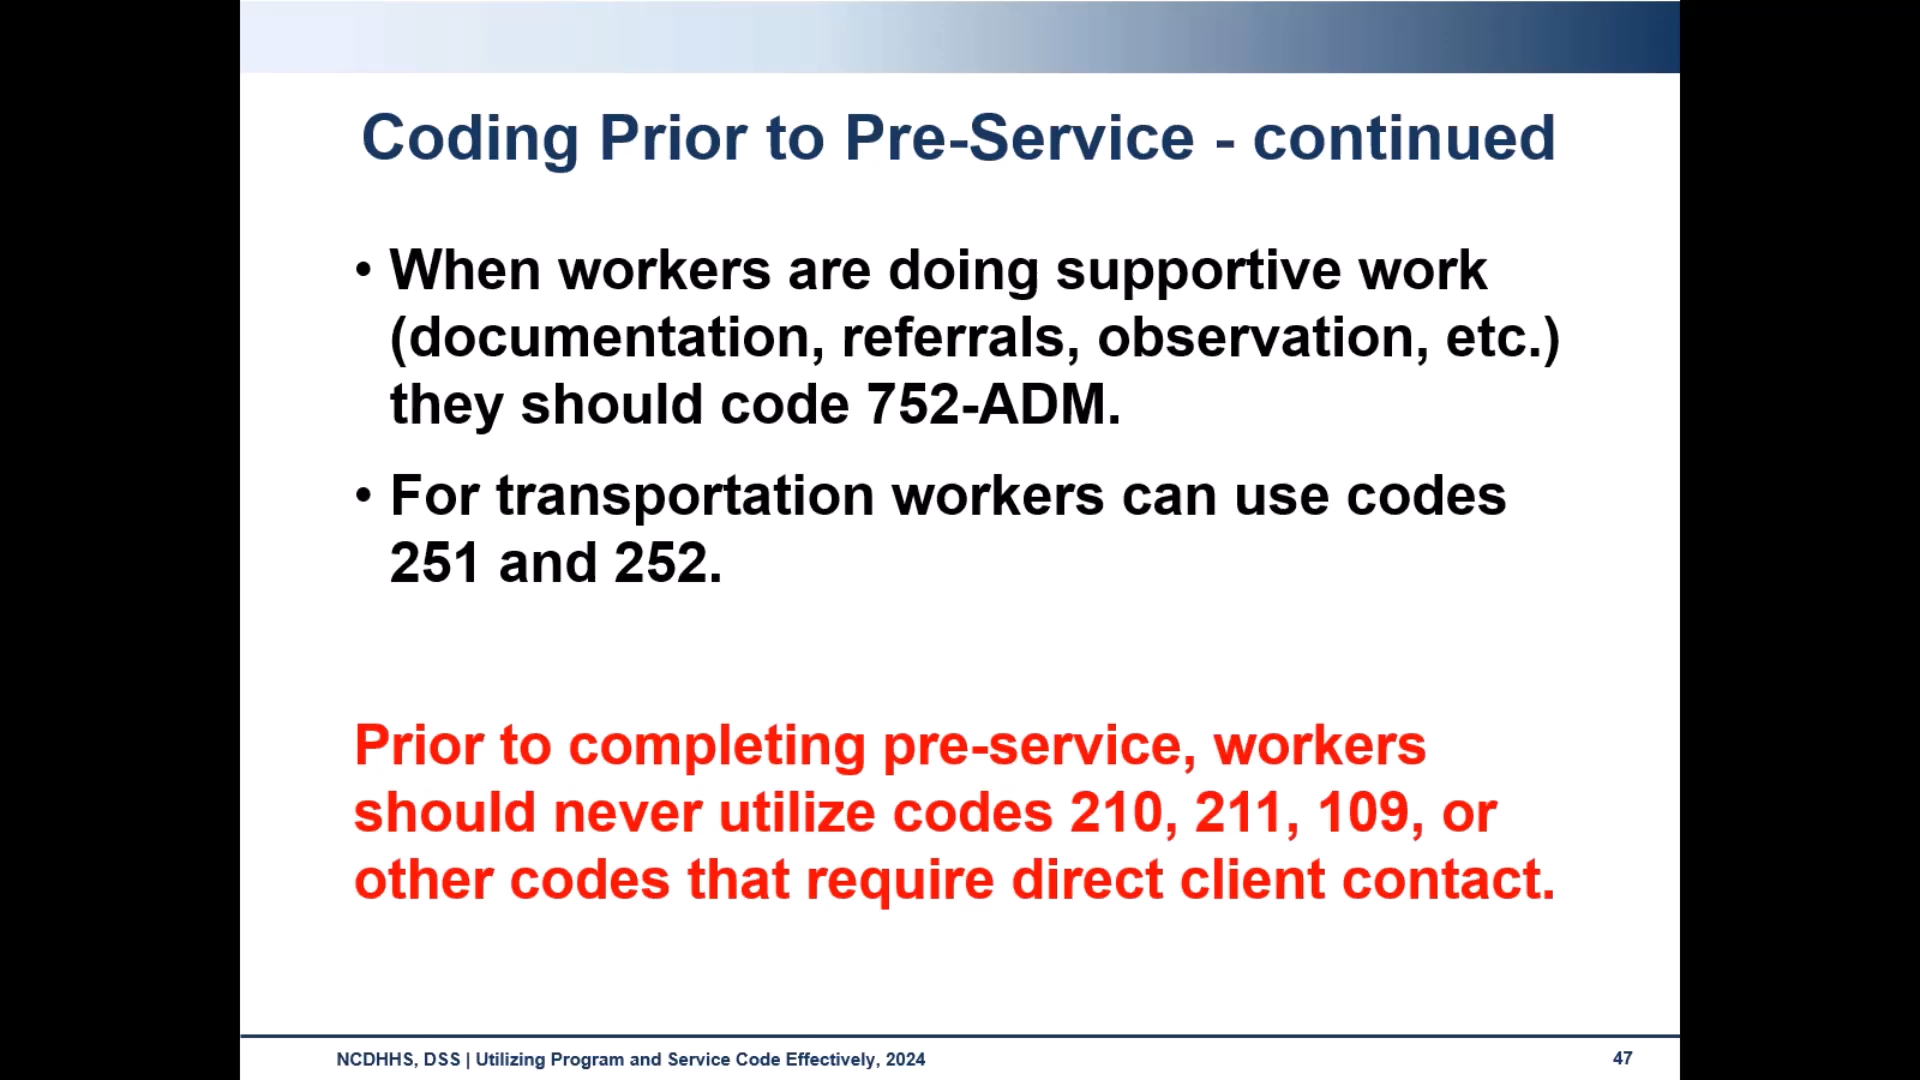 Coding Prior to Pre-Service - continued
• When workers are doing supportive work
(documentation, referrals, observation, etc.)
they should code 752-ADM.
• For transportation workers can use codes
251 and 252.
Prior to completing pre-service, workers
should never utilize codes 210, 211, 109, or
other codes that require direct client contact.
NCDHHS, DSS | Utilizing Program and Service Code Effectively, 2024
47